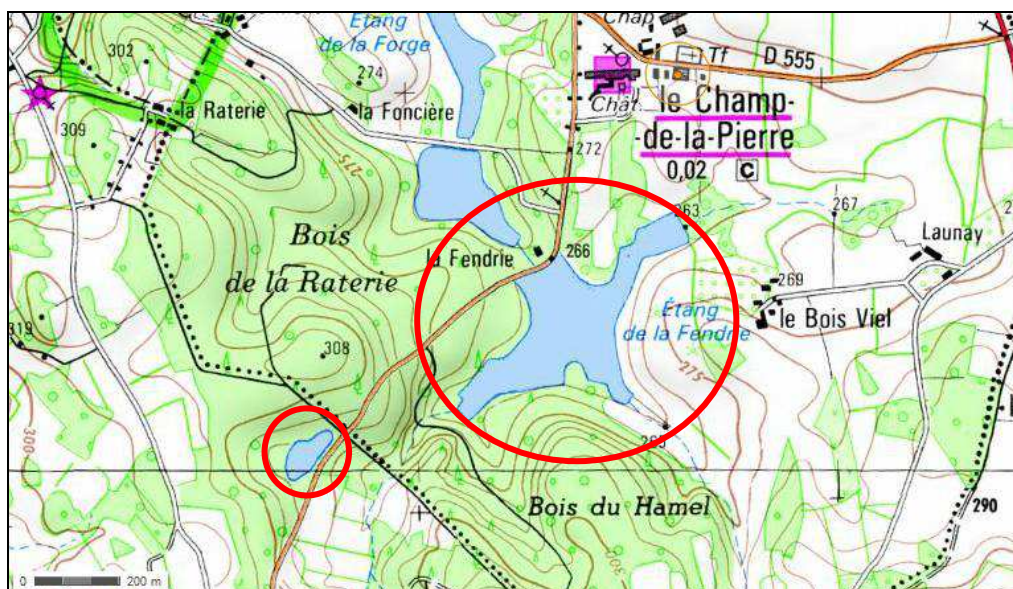 Étang
de la Forge
Chap
302
Tf
D 555
274
la Raterie
la Foncière
Chât.
le Champ-
-de-la-Pierre
309
272
275
0,02
C
263
267
Bois
de la Raterie
la Fendrie
266
Launay
269
Étang
de la Fendrie
le Bois Viel
319
308
275
265
300
Bois du Hamel
290
0
200 m